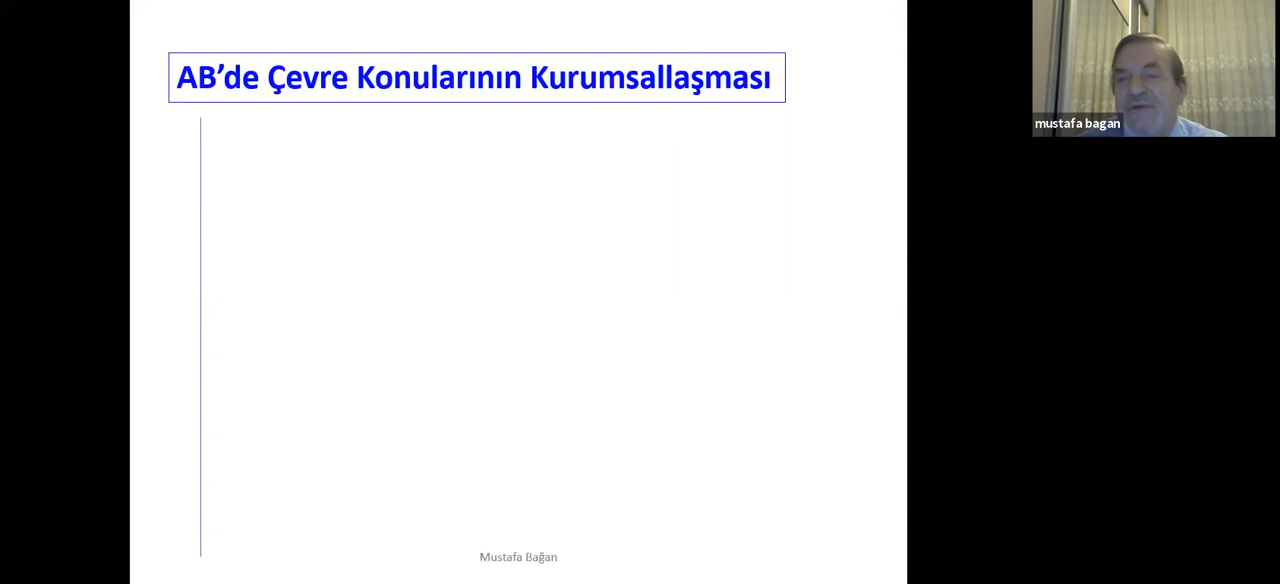 AB’de Çevre Konularının Kurumsallaşması
mustafa bagan
Mustafa Bağan